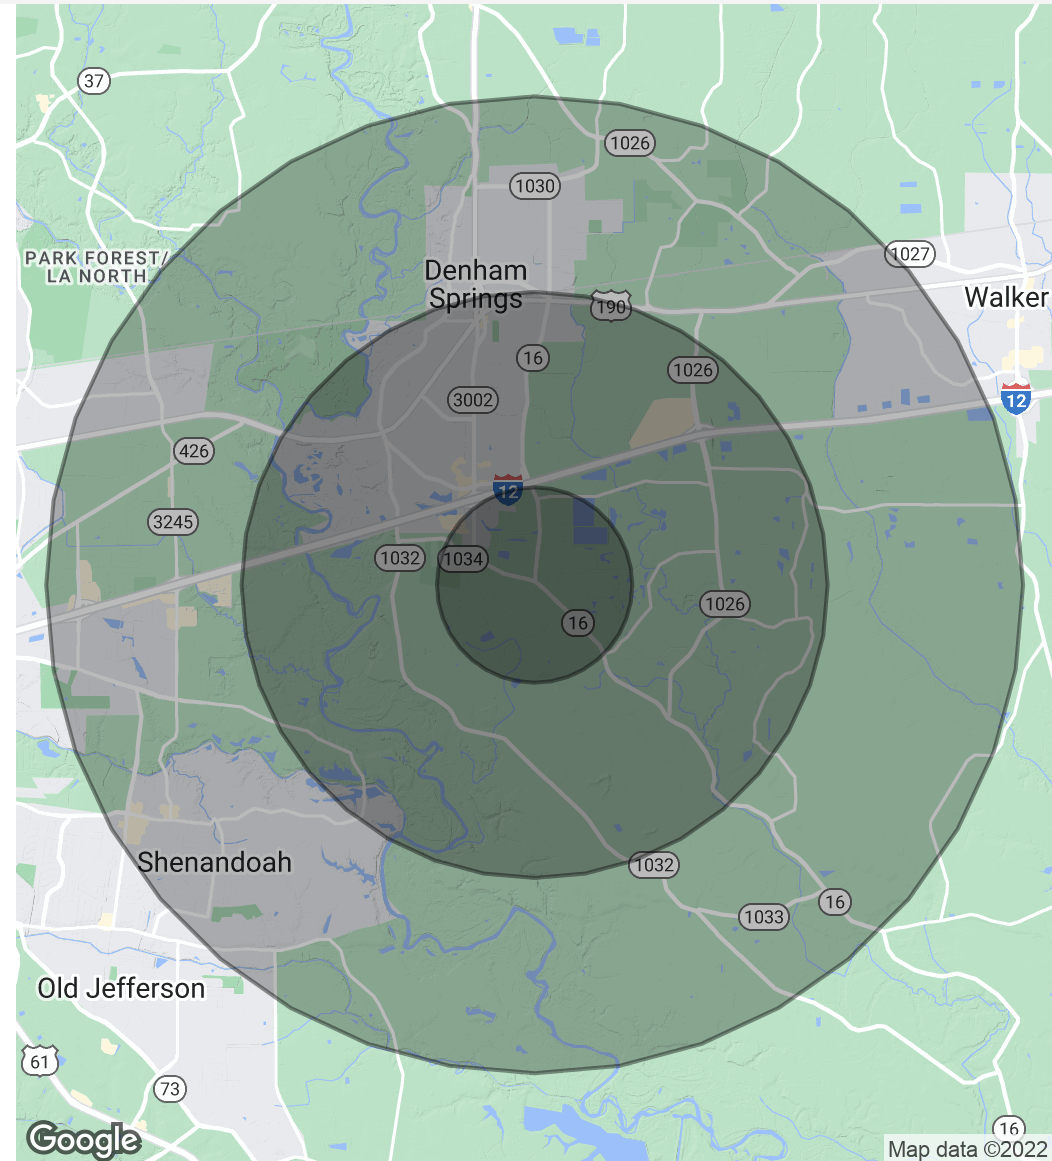 37
1026
1030
PARK FOREST/
LA NORTH
1027
Denham
Springs
190
Walker
16
1026
3002
12
426
12
3245
1032
1034
1026
16
Shenandoah
1032
16
1033
Old Jefferson
61
73
16
Google
Map data ©2022